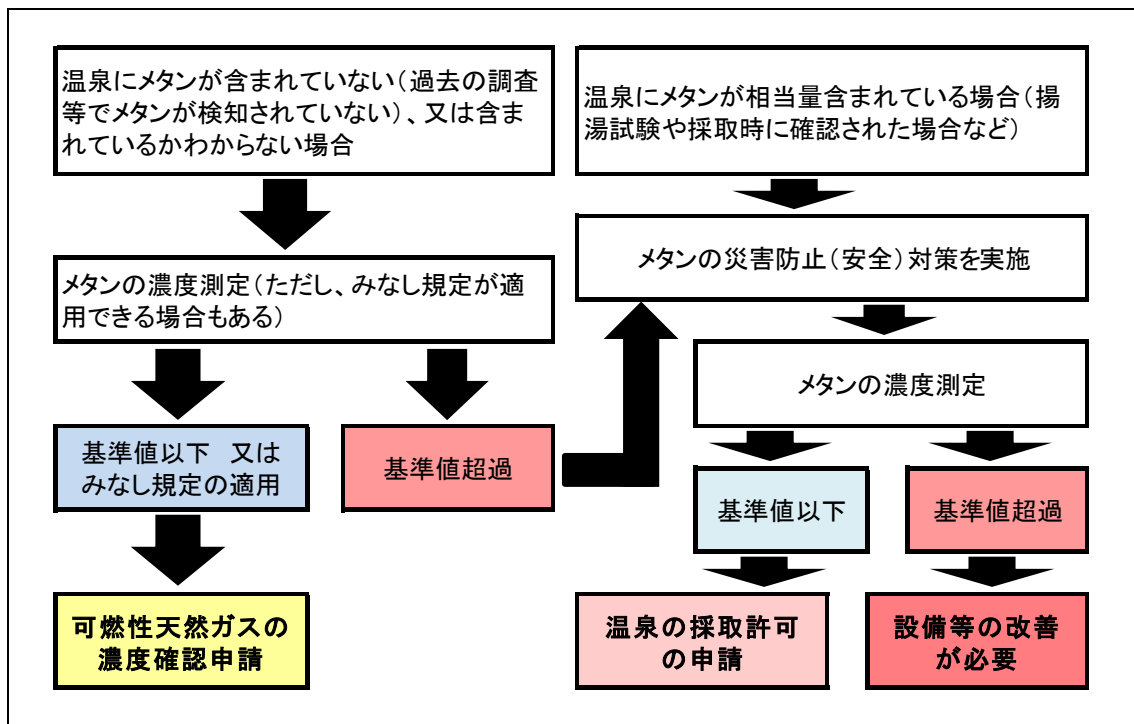 温泉にメタンが含まれていない(過去の調査
等でメタンが検知されていない)、又は含ま
れているかわからない場合
メタンの濃度測定(ただし、みなし規定が適
用できる場合もある)
基準値以下　又は
みなし規定の適用
基準値超過
可燃性天然ガスの
濃度確認申請
温泉にメタンが相当量含まれている場合(揚
湯試験や採取時に確認された場合など)
メタンの災害防止(安全)対策を実施
メタンの濃度測定
基準値以下
基準値超過
温泉の採取許可
の申請
設備等の改善
が必要